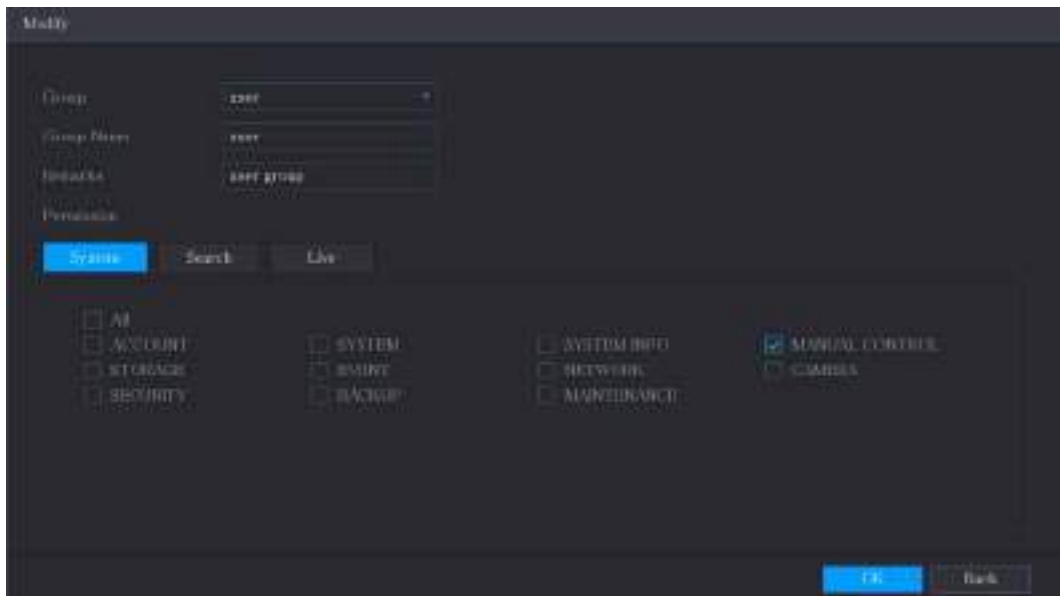 Modify
Group user
Group Name user
Remarks user group
Permission
System Search Live
All
ACCOUNT SYSTEM SYSTEM INFO MANUAL CONTROL
STORAGE EVENT NETWORK CAMERA
SECURITY BACKUP MAINTENANCE
OK Back